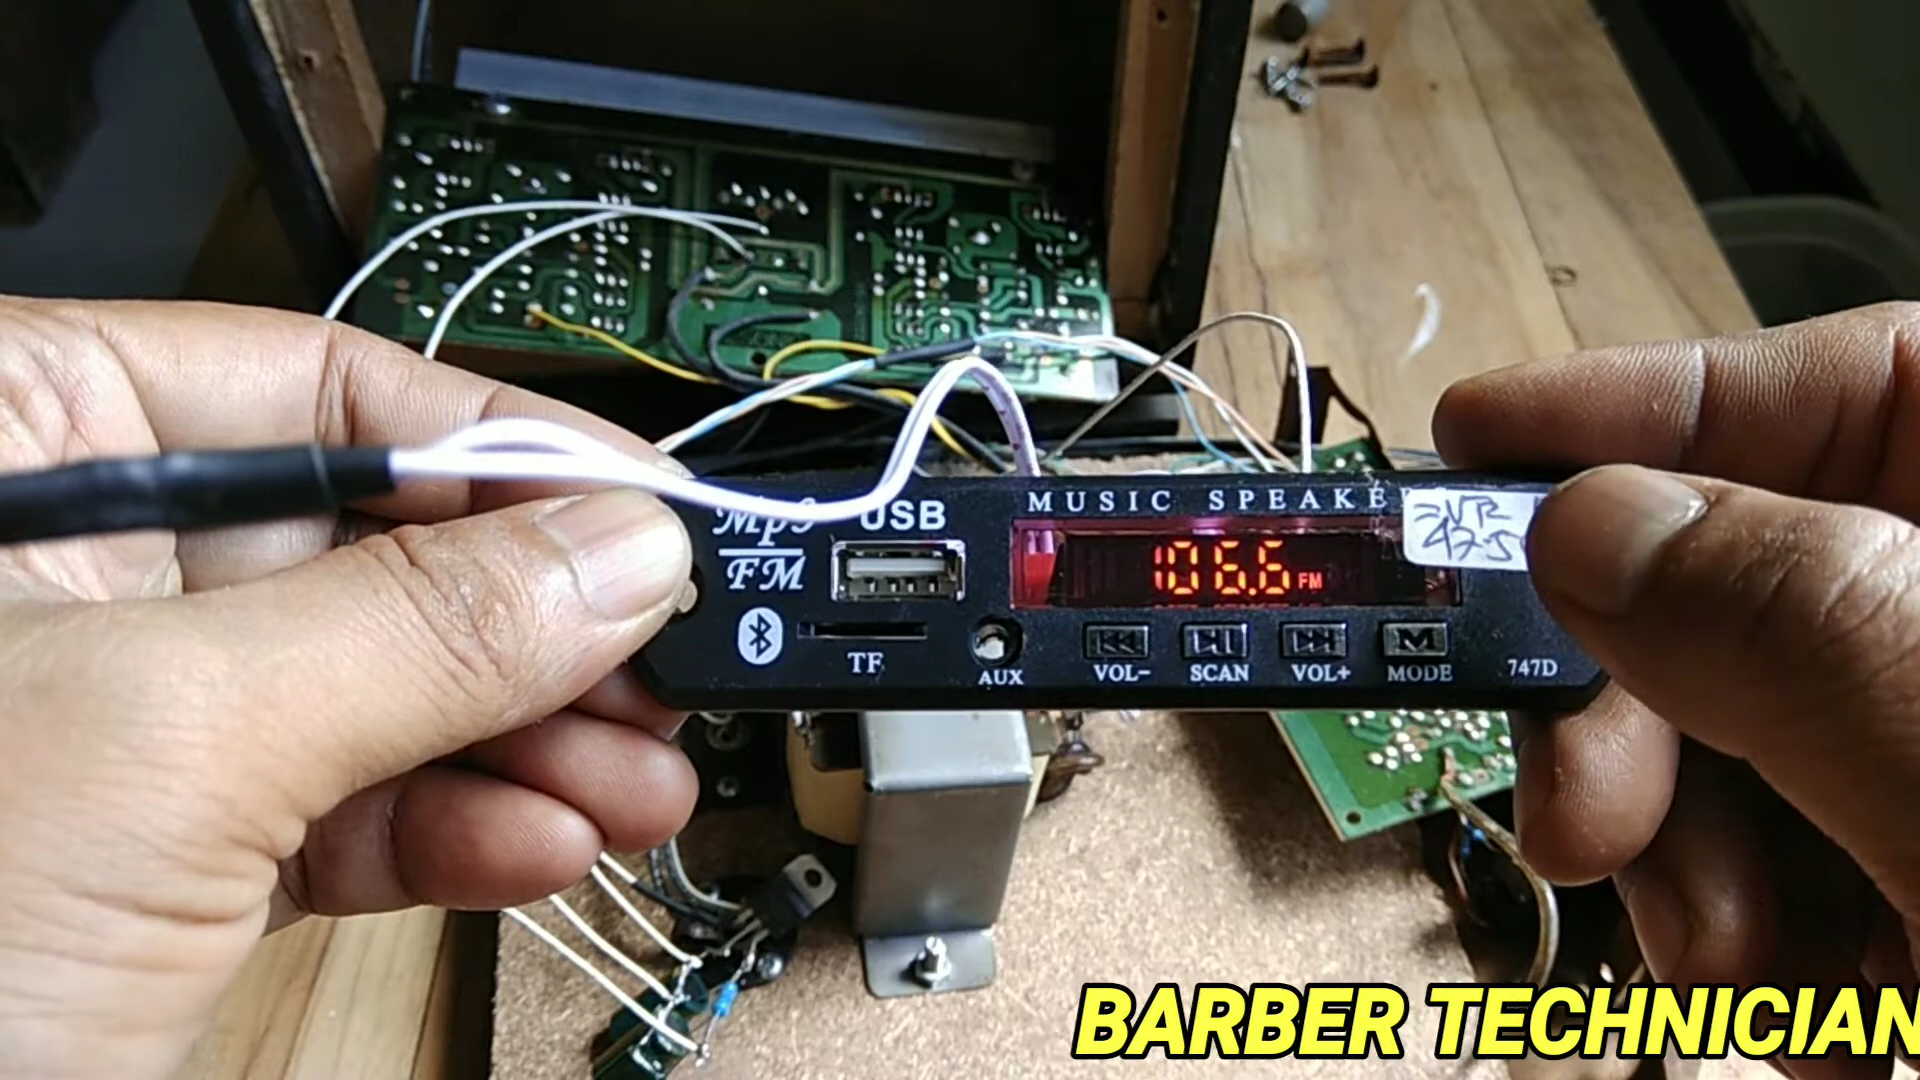 Mp3
FM
USB
MUSIC SPEAKE
106.6 FM
TF
AUX
VOL-
SCAN
VOL+
MODE
747D
BARBER TECHNICIAN